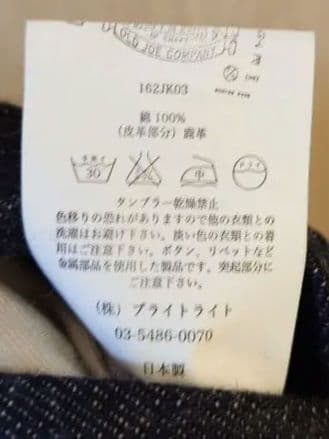 OLD JOE COMPANY
162JK03
綿 100%
(皮革部分) 鹿革
手洗イ
30
中
ドライ
タンブラー乾燥禁止
色移りの恐れがありますので他の衣類との
洗濯はお避け下さい。淡い色の衣類との着
用はご注意下さい。ボタン、リベットなど
金属部品を使用した製品です。突起部分に
ご注意下さい。
(株) ブライトライト
03-5486-0070
日本製